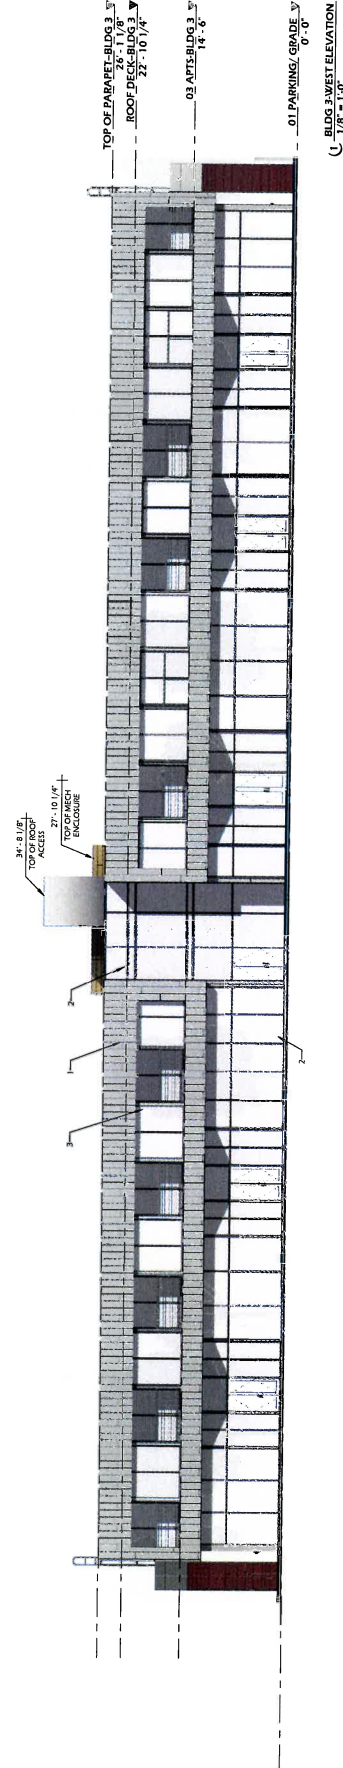 TOP OF PARAPET-BLDG 3
26' - 1 1/8"
ROOF DECK-BLDG 3
22' - 10 1/4"
03 APTS-BLDG 3
14' - 6"
01 PARKING/ GRADE
0' - 0"
1 BLDG 3-WEST ELEVATION
1/8" = 1'-0"
34' - 8 1/8"
TOP OF ROOF
ACCESS
27' - 10 1/4"
TOP OF MECH
ENCLOSURE
2
1
3
2